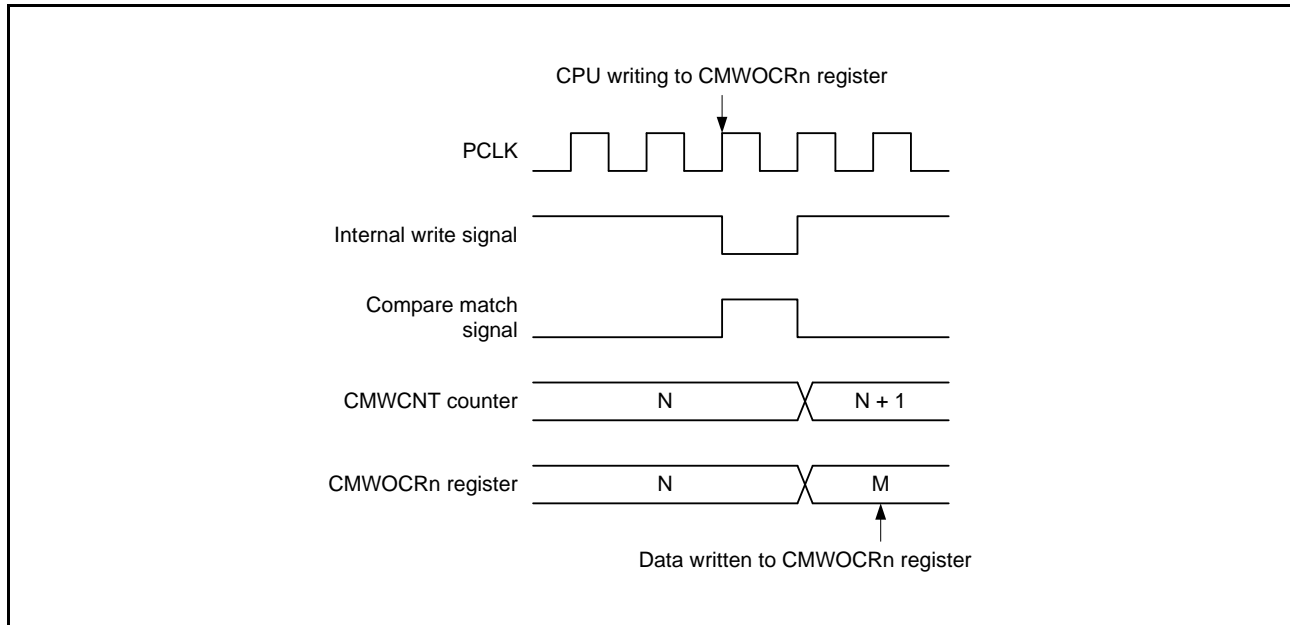 CPU writing to CMWOCRn register
PCLK
Internal write signal
Compare match
signal
CMWCNT counter
N
N + 1
CMWOCRn register
N
M
Data written to CMWOCRn register